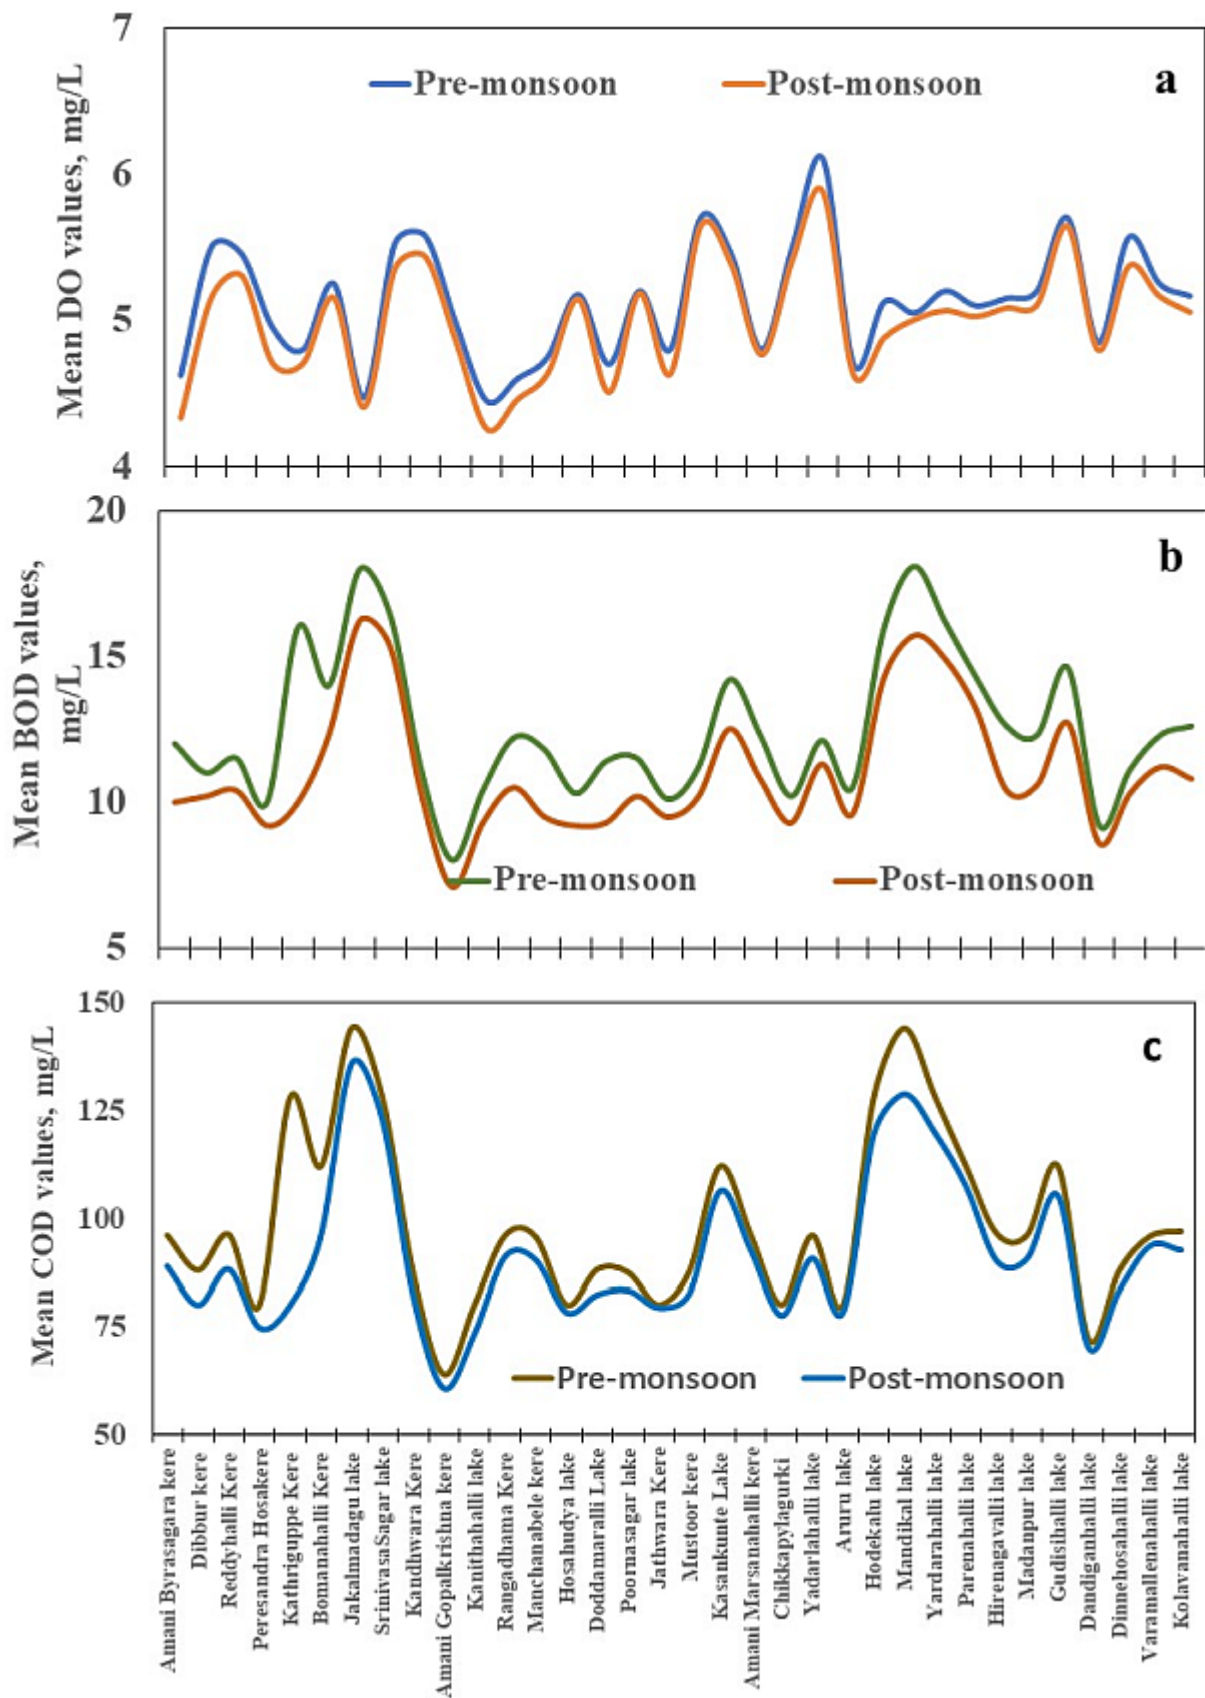 7
Pre-monsoon
Post-monsoon
a
6
Mean DO values, mg/L
5
4
20
b
15
Mean BOD values,
mg/L
10
Pre-monsoon
Post-monsoon
5
150
c
125
Mean COD values, mg/L
100
75
Pre-monsoon
Post-monsoon
50
Amani Byrasagara kere
Dibbur kere
Reddyhalli Kere
Peresandra Hosakere
Kathriguppe Kere
Bomanahalli Kere
Jakalmadagu lake
SrinivasaSagar lake
Kandhwara Kere
Amani Gopalkrishna kere
Kanithahalli lake
Rangadhama Kere
Manchanabele kere
Hosahudya lake
Doddamaralli Lake
Poornasagar lake
Jathwara Kere
Mustoor kere
Kasankunte Lake
Amani Marsanahalli kere
Chikkapylagurki
Yadarlahalli lake
Aruru lake
Hodekalu lake
Mandikal lake
Yardarahalli lake
Parenahalli lake
Hirenagavalli lake
Madanpur lake
Gudisihalli lake
Dandiganhalli lake
Dinnehosahalli lake
Varamallenahalli lake
Kolavanahalli lake